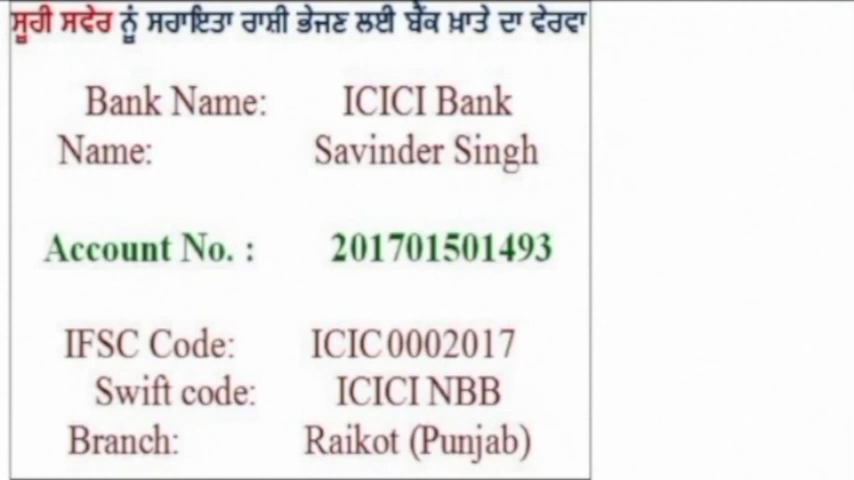 ਸੂਹੀ ਸਵੇਰ ਨੂੰ ਸਹਾਇਤਾ ਰਾਸ਼ੀ ਭੇਜਣ ਲਈ ਬੈਂਕ ਖ਼ਾਤੇ ਦਾ ਵੇਰਵਾ
Bank Name: ICICI Bank
Name: Savinder Singh
Account No. : 201701501493
IFSC Code: ICIC0002017
Swift code: ICICI NBB
Branch: Raikot (Punjab)